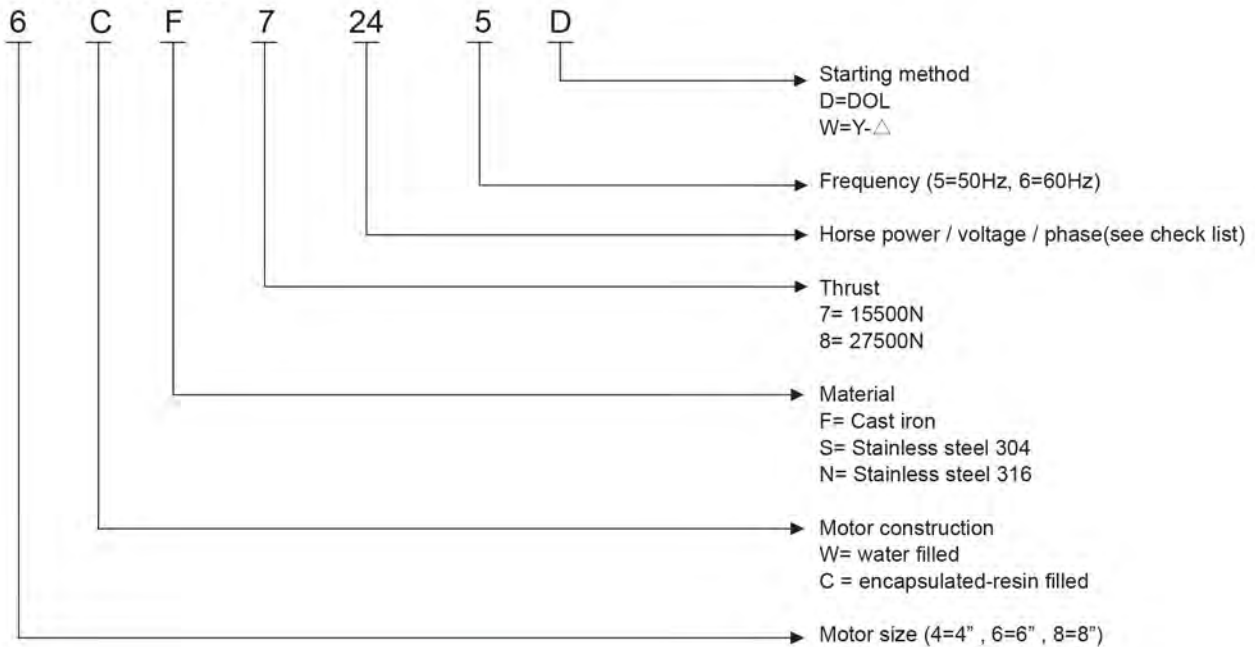 6 C F 7 24 5 D
Starting method
D=DOL
W=Y-△
Frequency (5=50Hz, 6=60Hz)
Horse power / voltage / phase(see check list)
Thrust
7= 15500N
8= 27500N
Material
F= Cast iron
S= Stainless steel 304
N= Stainless steel 316
Motor construction
W= water filled
C = encapsulated-resin filled
Motor size (4=4” , 6=6” , 8=8”)